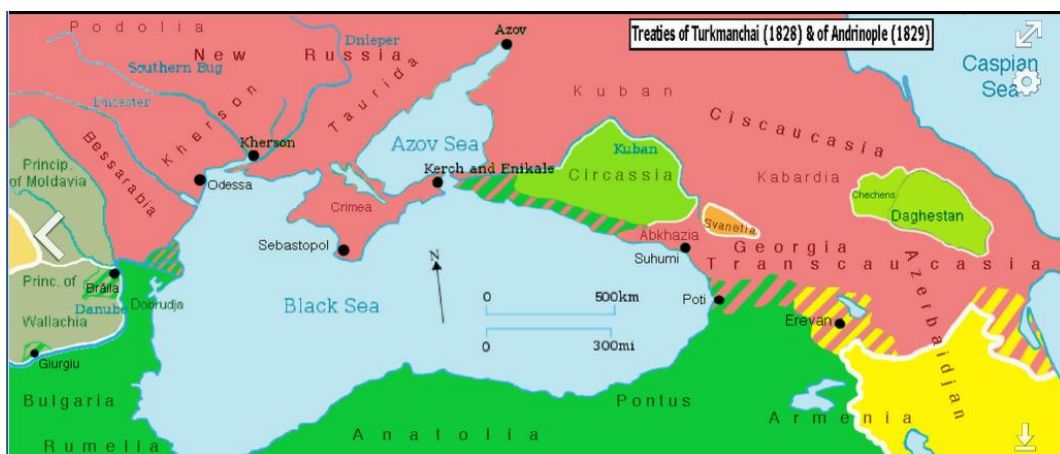 Treaties of Turkmanchai (1828) & of Andrinople (1829)
Podolia
New Russia
Dnieper
Azov
Southern Bug
Dniester
Kherson
Taurida
Kuban
Ciscaucasia
Caspian
Sea
Bessarabia
Kherson
Azov Sea
Kerch and Enikale
Kuban
Circassia
Kabardia
Chechens
Daghestan
Princip.
of Moldavia
Odessa
Crimea
Svanetia
Abkhazia
Sebastopol
Suhumi
Georgia
Transcaucasia
Azerbaidjan
N
Princ. of
Brăila
Danube
Dobrudja
Wallachia
Black Sea
0 500km
0 300mi
Poti
Erevan
Giurgiu
Bulgaria
Rumelia
Anatolia
Pontus
Armenia